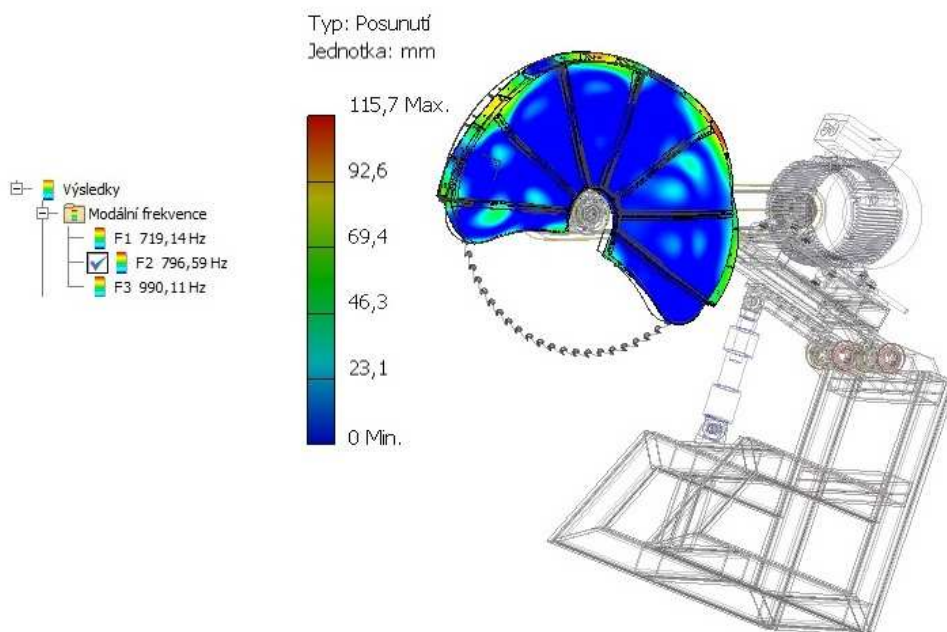 Typ: Posunutí
Jednotka: mm
115,7 Max.
92,6
69,4
46,3
23,1
0 Min.
Výsledky
Modální frekvence
F1 719,14 Hz
F2 796,59 Hz
F3 990,11 Hz